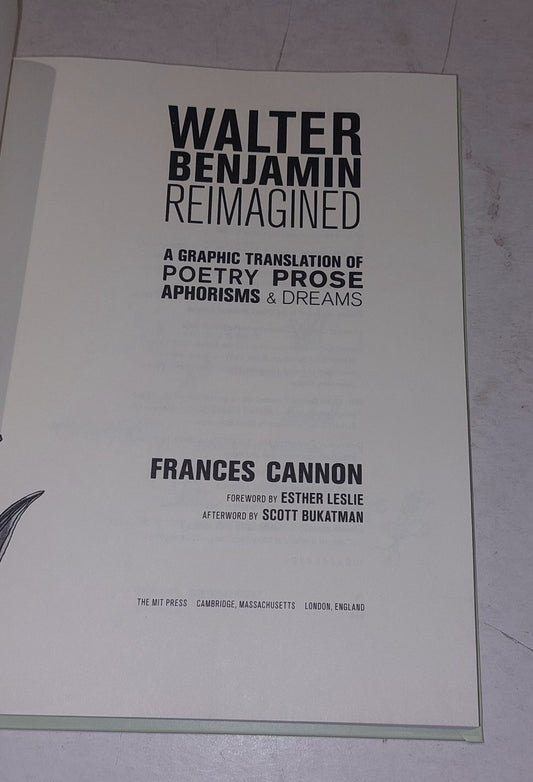 WALTER
BENJAMIN
REIMAGINED
A GRAPHIC TRANSLATION OF
POETRY PROSE
APHORISMS & DREAMS
FRANCES CANNON
FOREWORD BY ESTHER LESLIE
AFTERWORD BY SCOTT BUKATMAN
THE MIT PRESS CAMBRIDGE, MASSACHUSETTS LONDON, ENGLAND